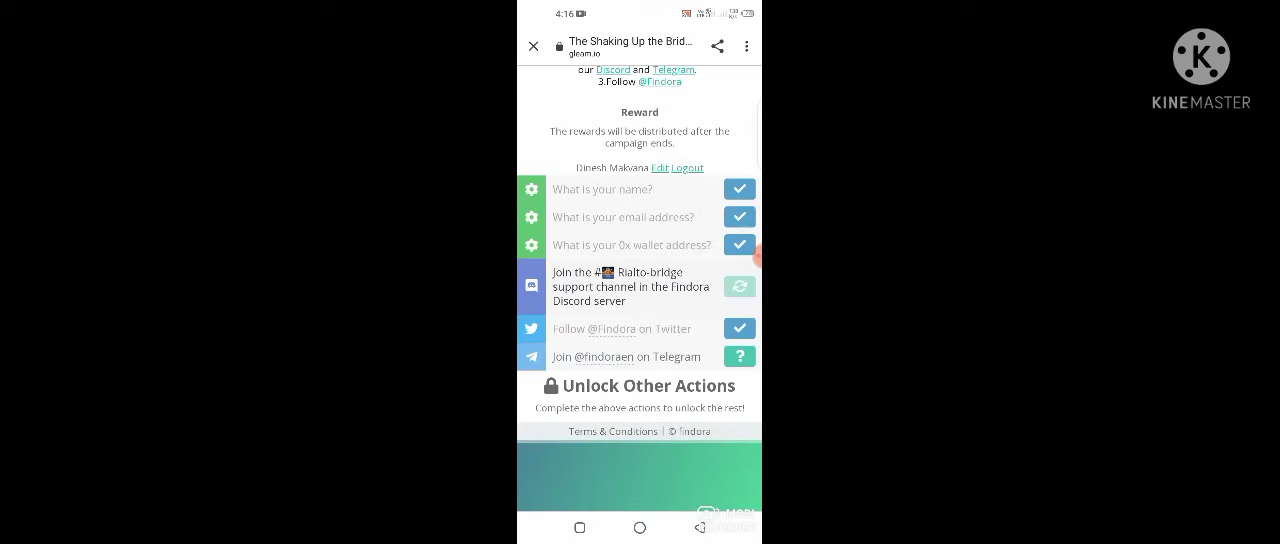 4:16
The Shaking Up the Brid...
gleam.io
our Discord and Telegram.
3.Follow @Findora
Reward
The rewards will be distributed after the
campaign ends.
Dinesh Makvana Edit Logout
What is your name?
What is your email address?
What is your 0x wallet address?
Join the # Rialto-bridge
support channel in the Findora
Discord server
Follow @Findora on Twitter
Join @findoraen on Telegram
?
Unlock Other Actions
Complete the above actions to unlock the rest!
Terms & Conditions | © findora
K
KINEMASTER